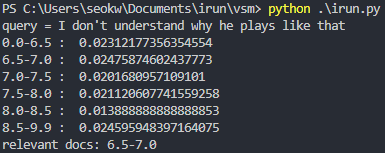 PS C:\Users\seokw\Documents\irun\vsm> python .\irun.py
query = I don't understand why he plays like that
0.0-6.5 :  0.02312177356354554
6.5-7.0 :  0.02475874602437773
7.0-7.5 :  0.0201680957109101
7.5-8.0 :  0.021120607741559258
8.0-8.5 :  0.013888888888888853
8.5-9.9 :  0.024595948397164075
relevant docs: 6.5-7.0